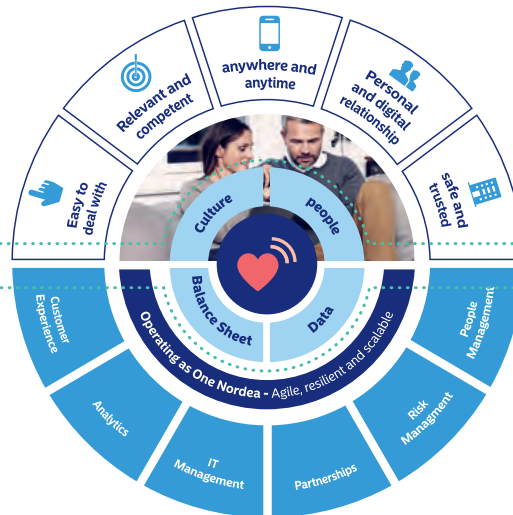 Easy to
deal with
Relevant and
competent
anywhere and
anytime
Personal
and digital
relationship
safe and
trusted
Culture
people
Balance Sheet
Data
Operating as One Nordea - Agile, resilient and scalable
Customer
Experience
Analytics
IT
Management
Partnerships
Risk
Managment
People
Management